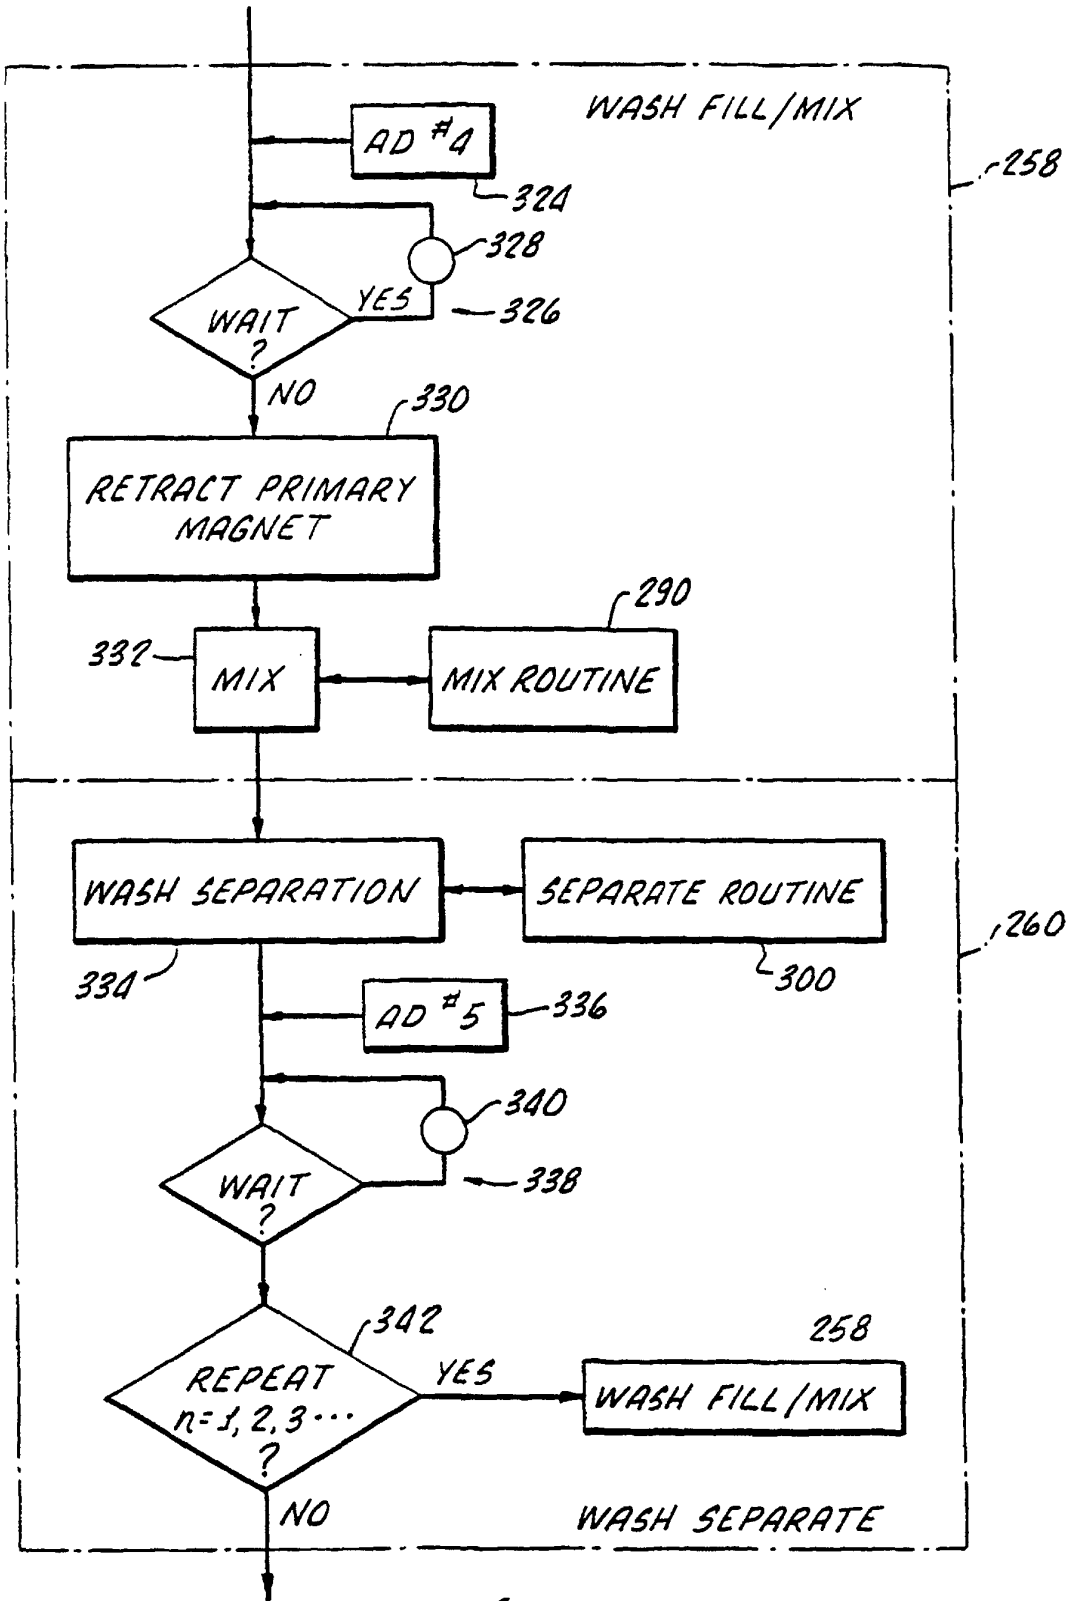 WASH FILL/MIX
AD #4
258
324
328
YES
326
WAIT
?
NO
330
RETRACT PRIMARY
MAGNET
290
332
MIX
MIX ROUTINE
WASH SEPARATION
SEPARATE ROUTINE
260
334
300
AD #5
336
340
WAIT
?
338
342
258
REPEAT
n=1,2,3...
?
YES
WASH FILL/MIX
NO
WASH SEPARATE